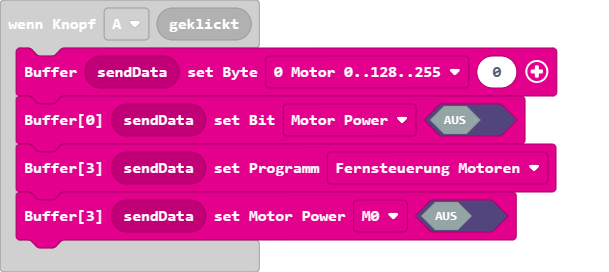 wenn Knopf A geklickt
Buffer sendData set Byte 0 Motor 0..128..255 0
Buffer[0] sendData set Bit Motor Power AUS
Buffer[3] sendData set Programm Fernsteuerung Motoren
Buffer[3] sendData set Motor Power M0 AUS